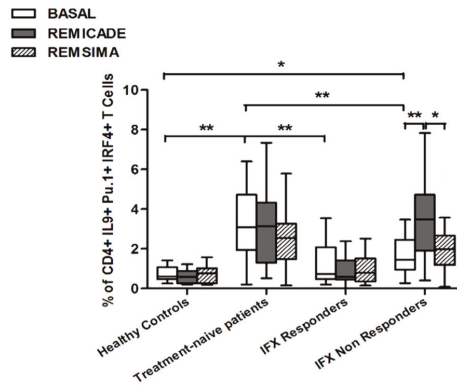 BASAL
REMICADE
REMSIMA
% of CD4+ IL9+ Pu.1+ IRF4+ T Cells
10
8
6
4
2
0
*
**
**
**
**
*
Healthy Controls
Treatment-naive patients
IFX Responders
IFX Non Responders